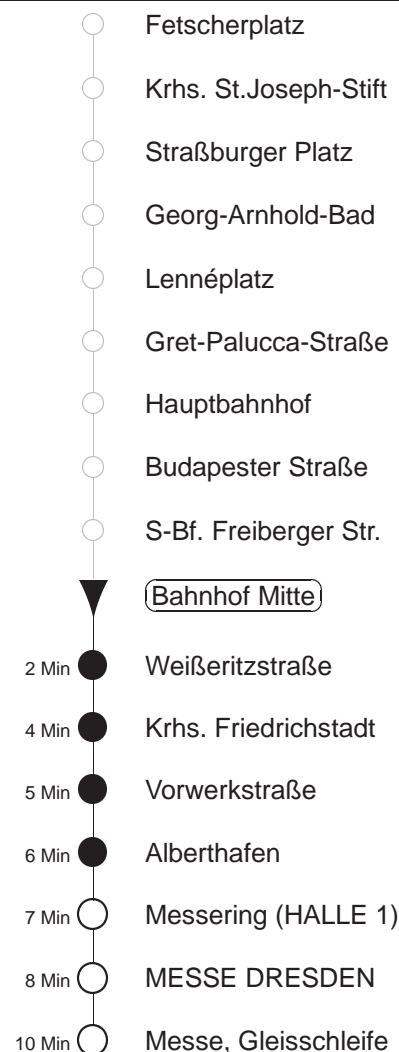 Fetscherplatz
Krhs. St.Joseph-Stift
Straßburger Platz
Georg-Arnhold-Bad
Lennéplatz
Gret-Palucca-Straße
Hauptbahnhof
Budapester Straße
S-Bf. Freiberger Str.
Bahnhof Mitte
2 Min Weißeritzstraße
4 Min Krhs. Friedrichstadt
5 Min Vorwerkstraße
6 Min Alberthafen
7 Min Messering (HALLE 1)
8 Min MESSE DRESDEN
10 Min Messe, Gleisschleife